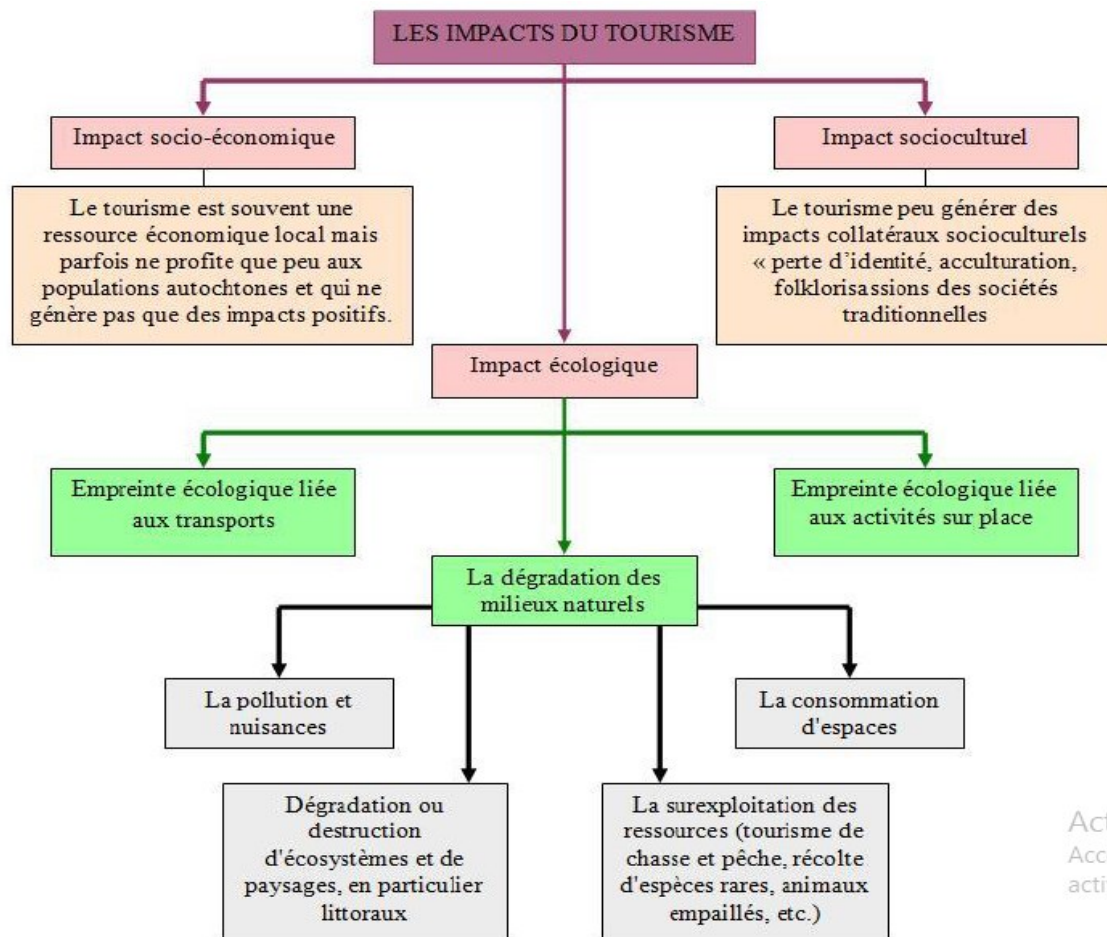 LES IMPACTS DU TOURISME
Impact socio-économique
Impact socioculturel
Le tourisme est souvent une
ressource économique local mais
parfois ne profite que peu aux
populations autochtones et qui ne
génère pas que des impacts positifs.
Le tourisme peu générer des
impacts collatéraux socioculturels
« perte d'identité, acculturation,
folklorisassions des sociétés
traditionnelles
Impact écologique
Empreinte écologique liée
aux transports
Empreinte écologique liée
aux activités sur place
La dégradation des
milieux naturels
La pollution et
nuisances
La consommation
d'espaces
Dégradation ou
destruction
d'écosystèmes et de
paysages, en particulier
littoraux
La surexploitation des
ressources (tourisme de
chasse et pêche, récolte
d'espèces rares, animaux
empaillés, etc.)
Act
Acc
acti